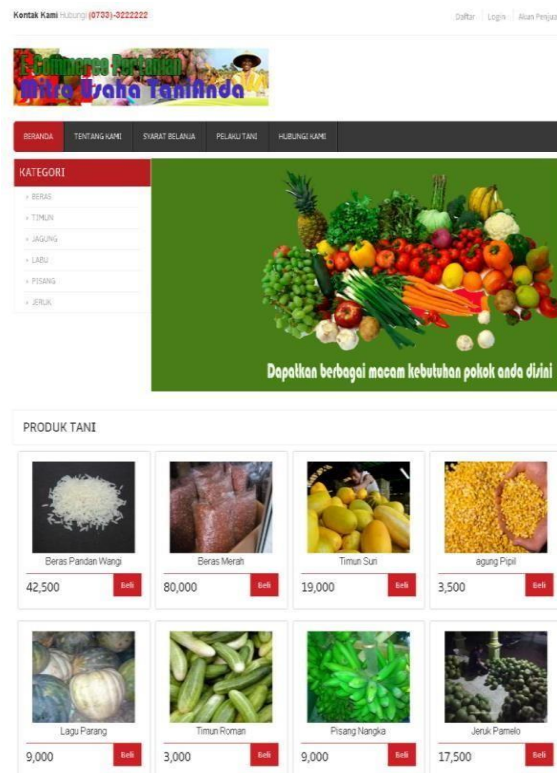 Kontak Kami Hubungi (0733)-3222222
Daftar Login Akun Penjua
E-Commerce Pertanian
Mitra Usaha TaniAnda
BERANDA TENTANG KAMI SYARAT BELANJA PELAKU TANI HUBUNGI KAMI
KATEGORI
» BERAS
» TIMUN
» JAGUNG
» LABU
» PISANG
» JERUK
Dapatkan berbagai macam kebutuhan pokok anda disini
PRODUK TANI
Beras Pandan Wangi Beras Merah Timun Suri agung Pipil
42,500 Beli 80,000 Beli 19,000 Beli 3,500 Beli
Lagu Parang Timun Roman Pisang Nangka Jeruk Pamelo
9,000 Beli 3,000 Beli 9,000 Beli 17,500 Beli